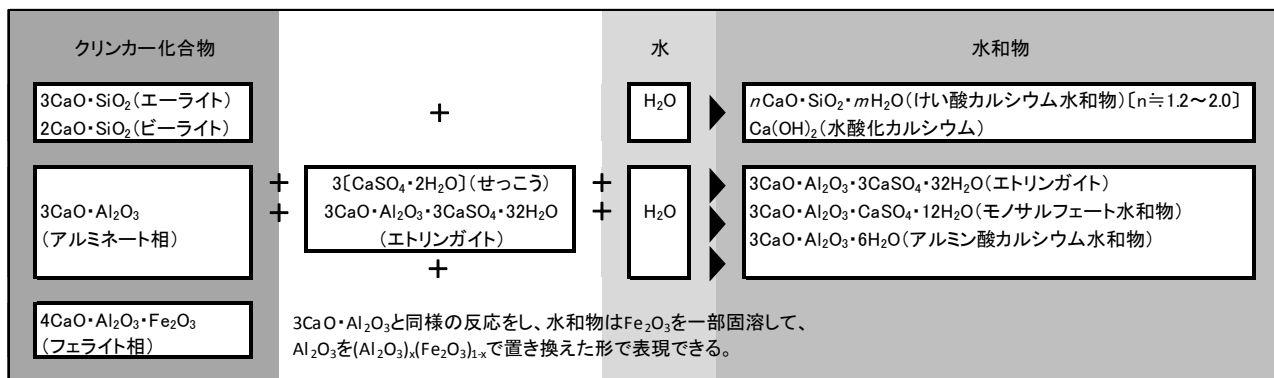 クリンカー化合物
水
水和物
3CaO・SiO₂(エーライト)
2CaO・SiO₂(ビーライト)
+
H₂O
nCaO・SiO₂・mH₂O(けい酸カルシウム水和物)〔n≒1.2～2.0〕
Ca(OH)₂(水酸化カルシウム)
3CaO・Al₂O₃
(アルミネート相)
+
+
3〔CaSO₄・2H₂O〕(せっこう)
3CaO・Al₂O₃・3CaSO₄・32H₂O
(エトリンガイト)
+
+
+
H₂O
3CaO・Al₂O₃・3CaSO₄・32H₂O(エトリンガイト)
3CaO・Al₂O₃・CaSO₄・12H₂O(モノサルフェート水和物)
3CaO・Al₂O₃・6H₂O(アルミン酸カルシウム水和物)
4CaO・Al₂O₃・Fe₂O₃
(フェライト相)
3CaO・Al₂O₃と同様の反応をし、水和物はFe₂O₃を一部固溶して、
Al₂O₃を(Al₂O₃)ₓ(Fe₂O₃)₁₋ₓで置き換えた形で表現できる。